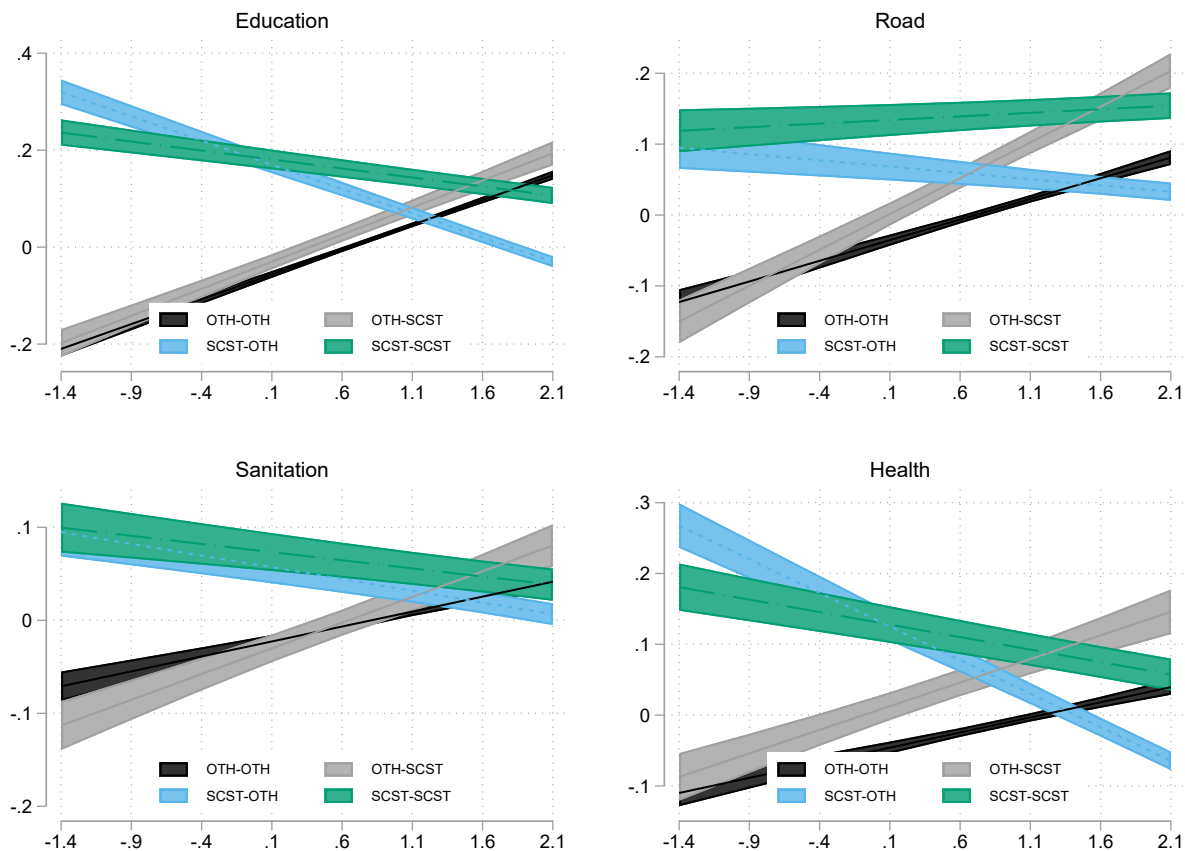 Education
.4
.2
0
-.2
OTH-OTH OTH-SCST
SCST-OTH SCST-SCST
-1.4 -.9 -.4 .1 .6 1.1 1.6 2.1
Road
.2
.1
0
-.1
-.2
OTH-OTH OTH-SCST
SCST-OTH SCST-SCST
-1.4 -.9 -.4 .1 .6 1.1 1.6 2.1
Sanitation
.1
0
-.1
-.2
OTH-OTH OTH-SCST
SCST-OTH SCST-SCST
-1.4 -.9 -.4 .1 .6 1.1 1.6 2.1
Health
.3
.2
.1
0
-.1
OTH-OTH OTH-SCST
SCST-OTH SCST-SCST
-1.4 -.9 -.4 .1 .6 1.1 1.6 2.1